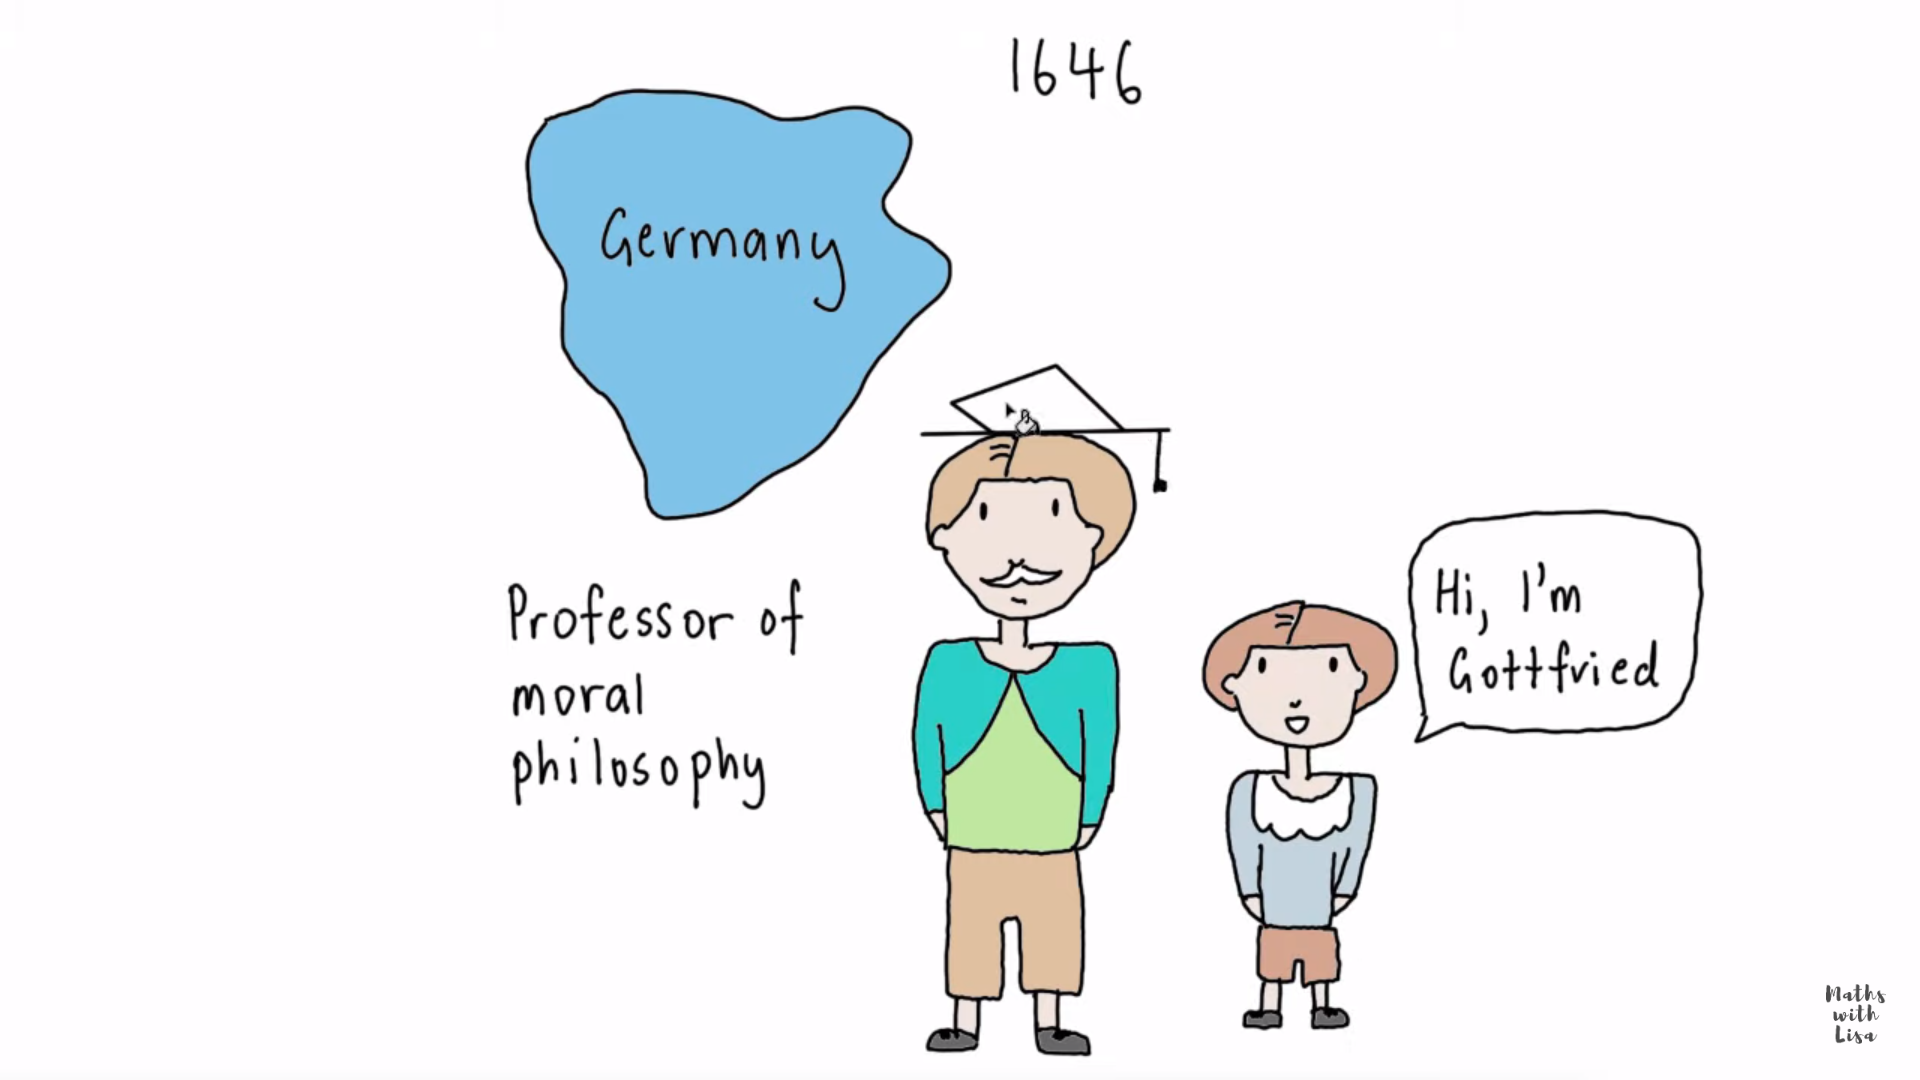 1646
Germany
Professor of
moral
philosophy
Hi, I'm
Gottfried
Maths
with
Lisa